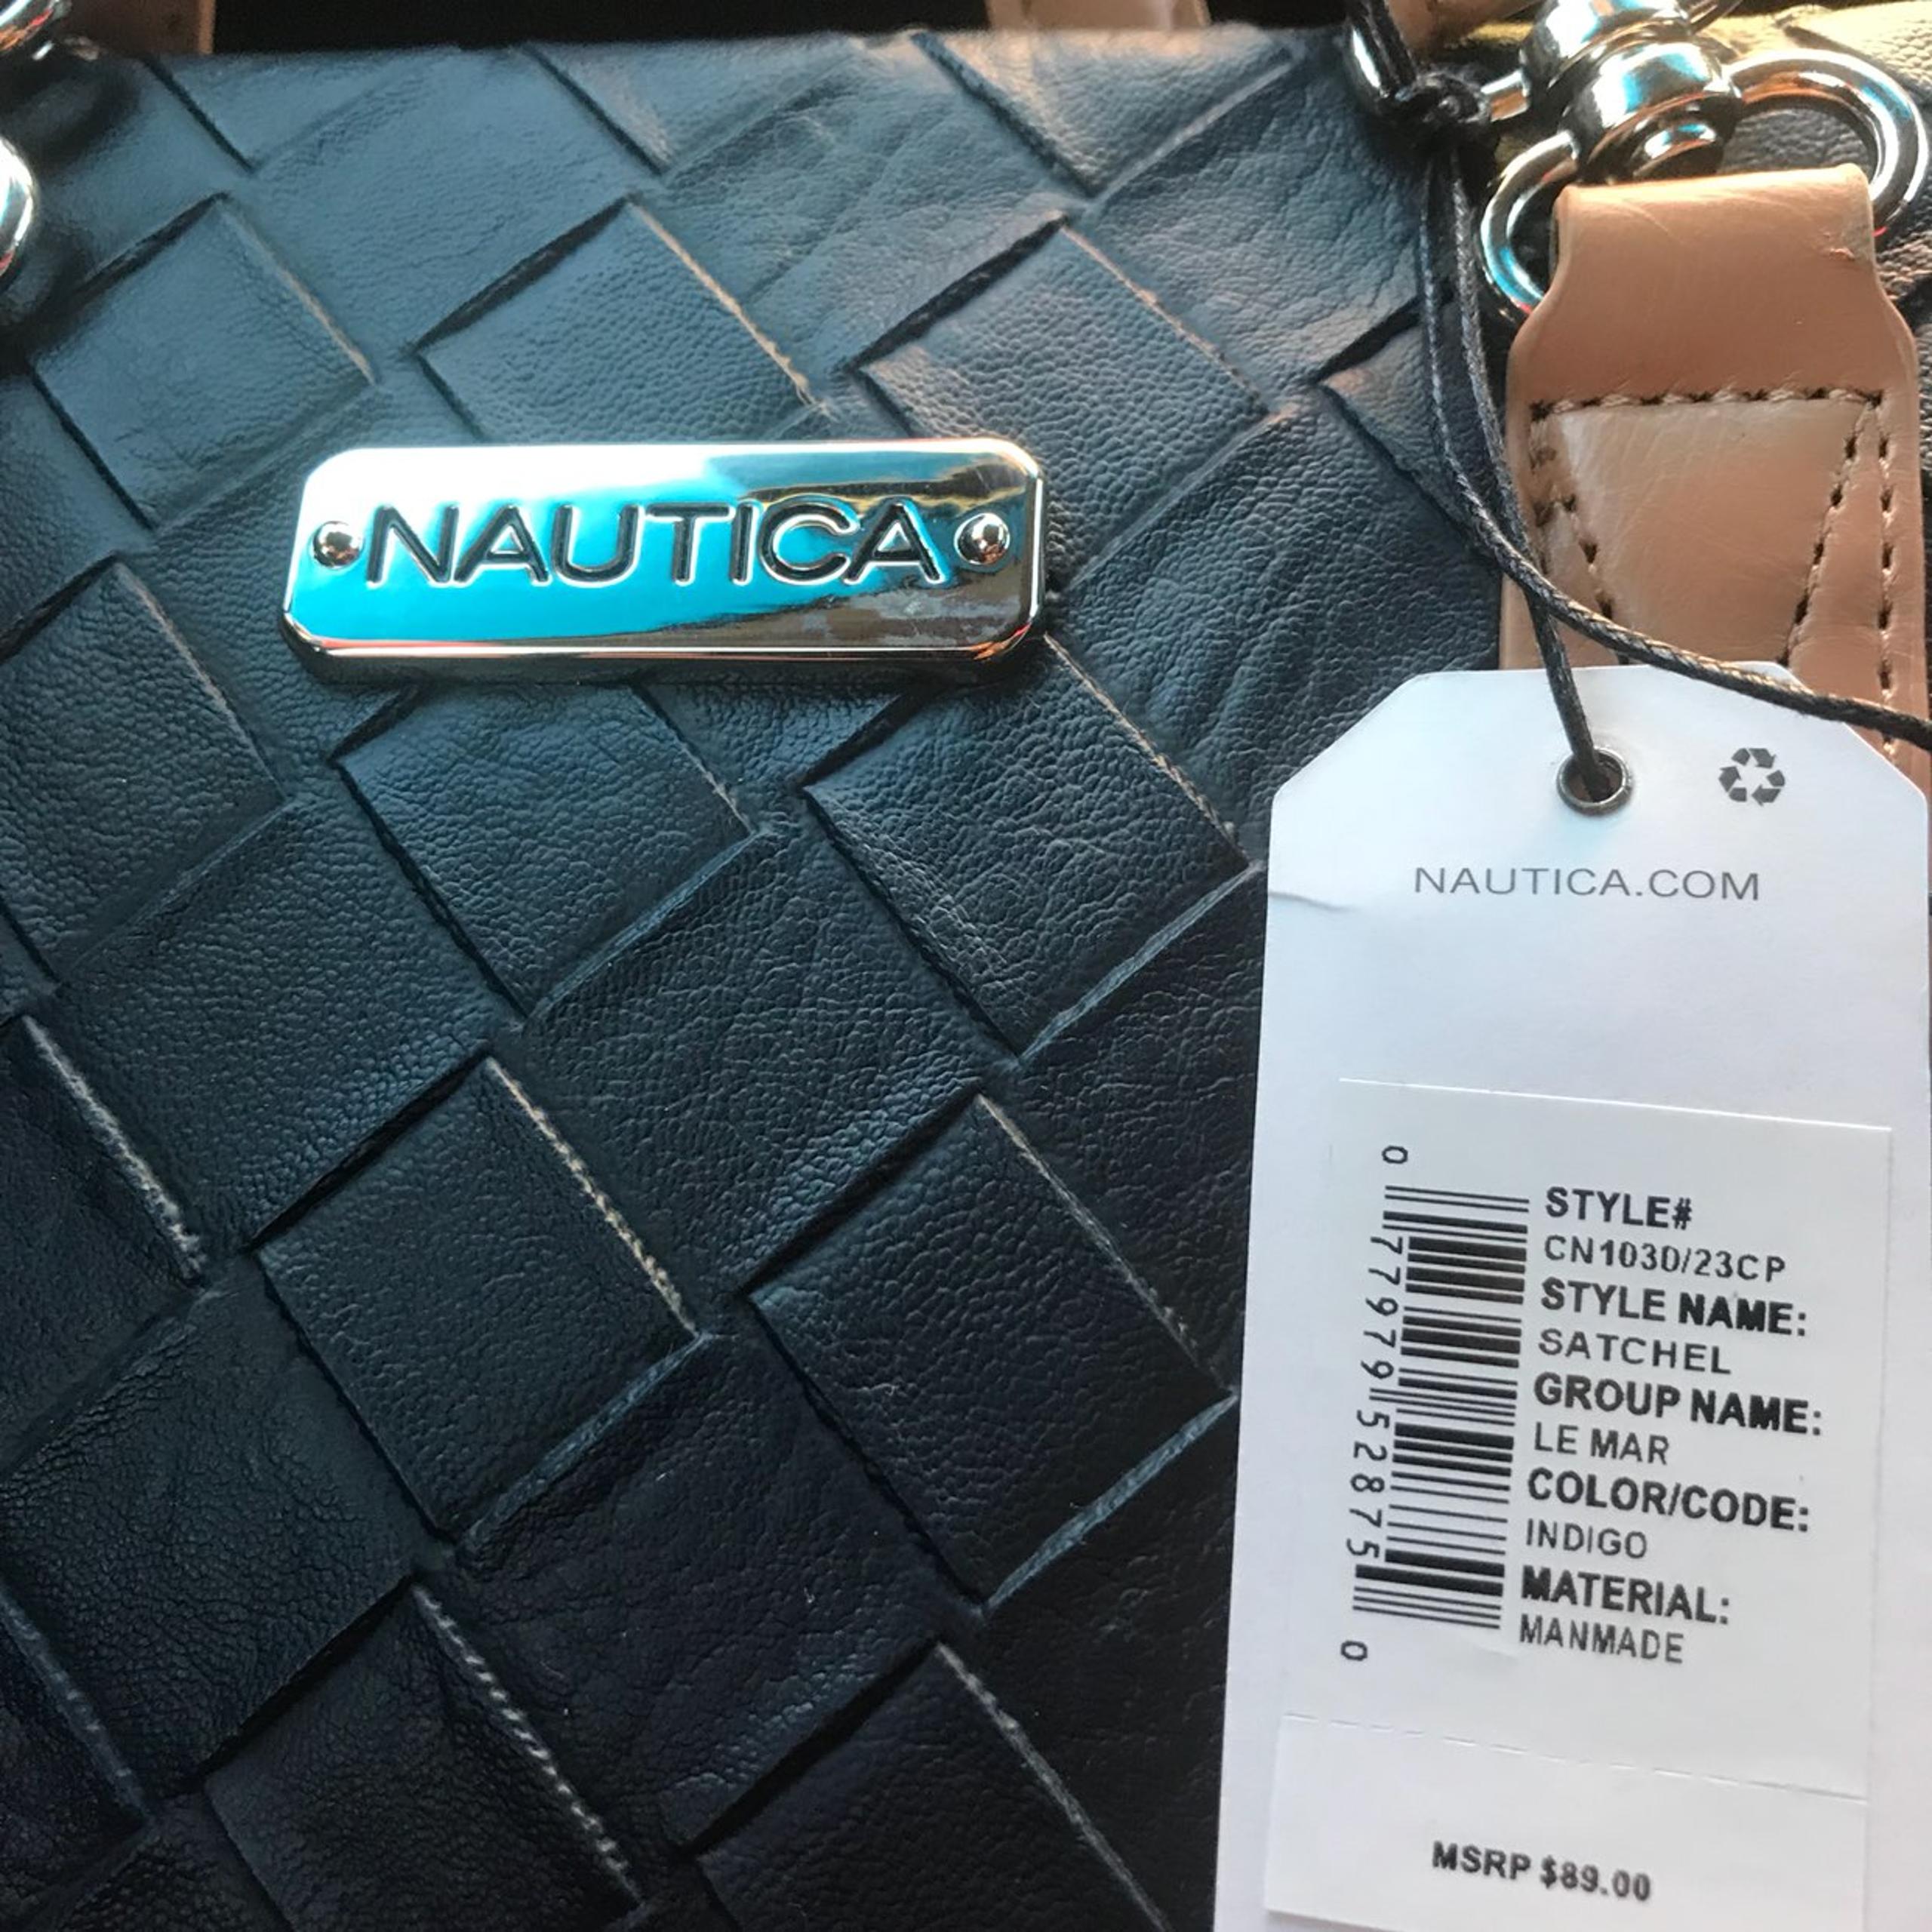 NAUTICA
NAUTICA.COM
0 77979 52875 0
STYLE#
CN1030/23CP
STYLE NAME:
SATCHEL
GROUP NAME:
LE MAR
COLOR/CODE:
INDIGO
MATERIAL:
MANMADE
MSRP $89.00